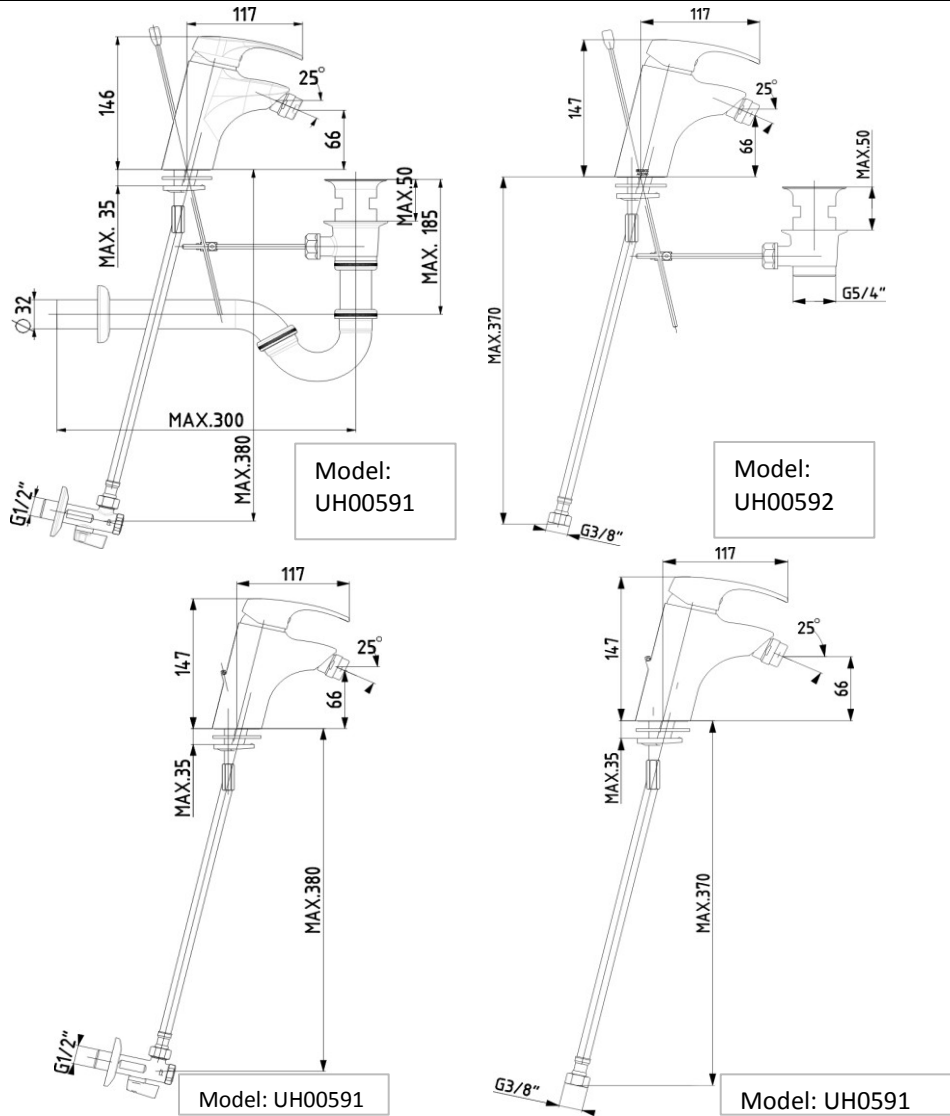 117
146
25°
66
MAX. 35
MAX.50
MAX. 185
⌀ 32
MAX.300
MAX.380
G1/2"
Model:
UH00591
117
147
25°
66
MAX.50
MAX.370
G5/4"
G3/8"
Model:
UH00592
117
147
25°
66
MAX.35
MAX.380
G1/2"
Model: UH00591
117
147
25°
66
MAX.35
MAX.370
G3/8"
Model: UH0591